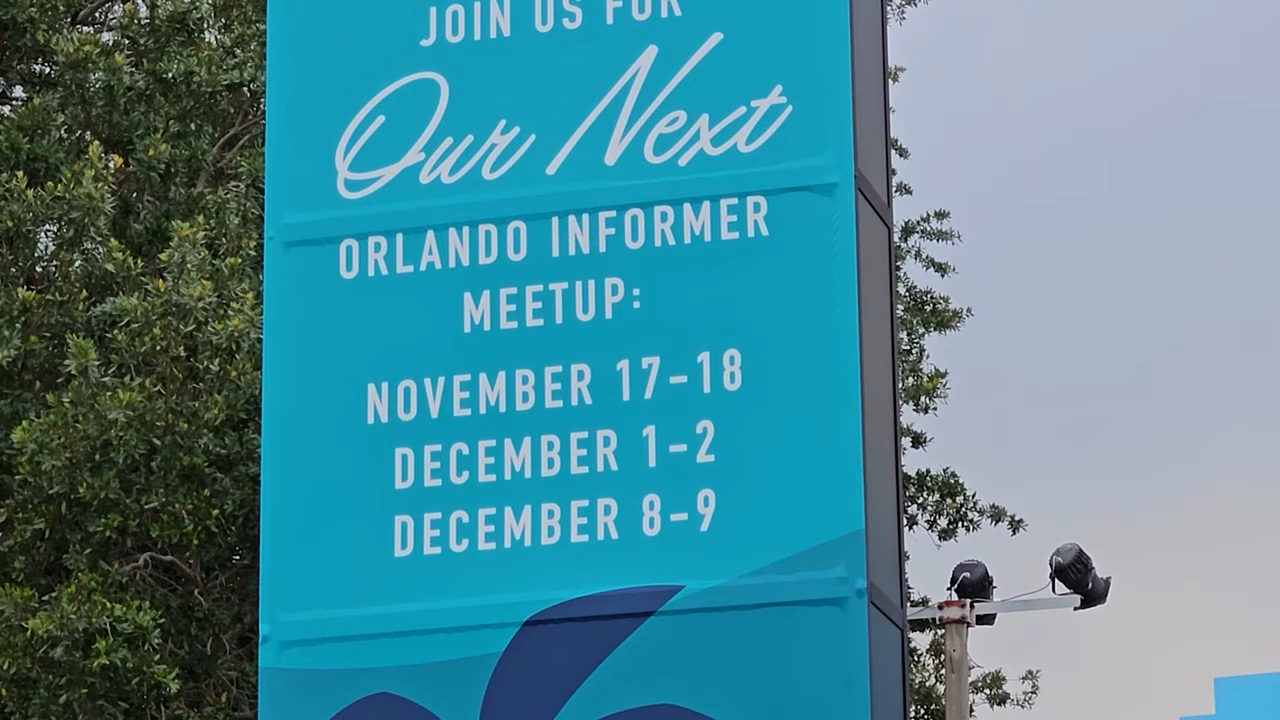 JOIN US FOR
Our Next
ORLANDO INFORMER
MEETUP:
NOVEMBER 17-18
DECEMBER 1-2
DECEMBER 8-9